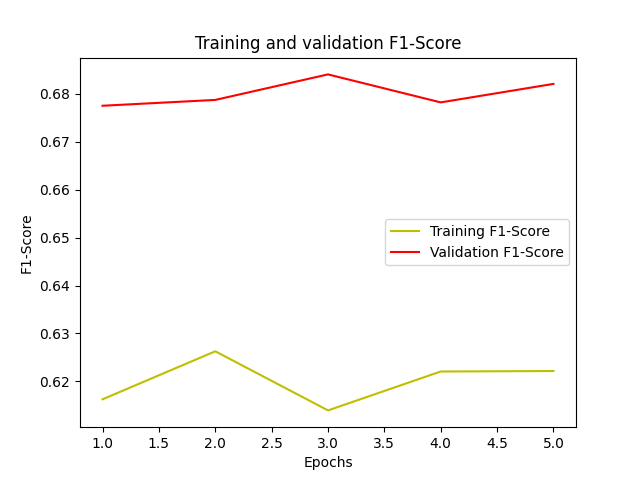 Training and validation F1-Score
0.68
0.67
0.66
0.65
0.64
0.63
0.62
F1-Score
Training F1-Score
Validation F1-Score
1.0 1.5 2.0 2.5 3.0 3.5 4.0 4.5 5.0
Epochs